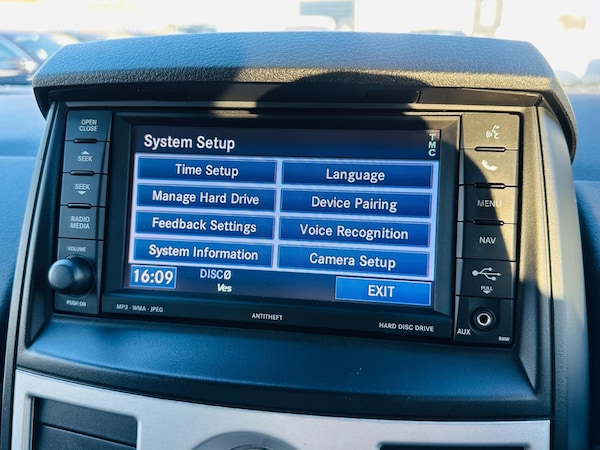 OPEN
CLOSE
SEEK
SEEK
RADIO
MEDIA
VOLUME
PUSH ON
System Setup
TMC
Time Setup
Language
Manage Hard Drive
Device Pairing
Feedback Settings
Voice Recognition
System Information
Camera Setup
16:09
DISCØ
Ves
EXIT
MP3 · WMA · JPEG
ANTITHEFT
HARD DISC DRIVE
MENU
NAV
PULL
AUX